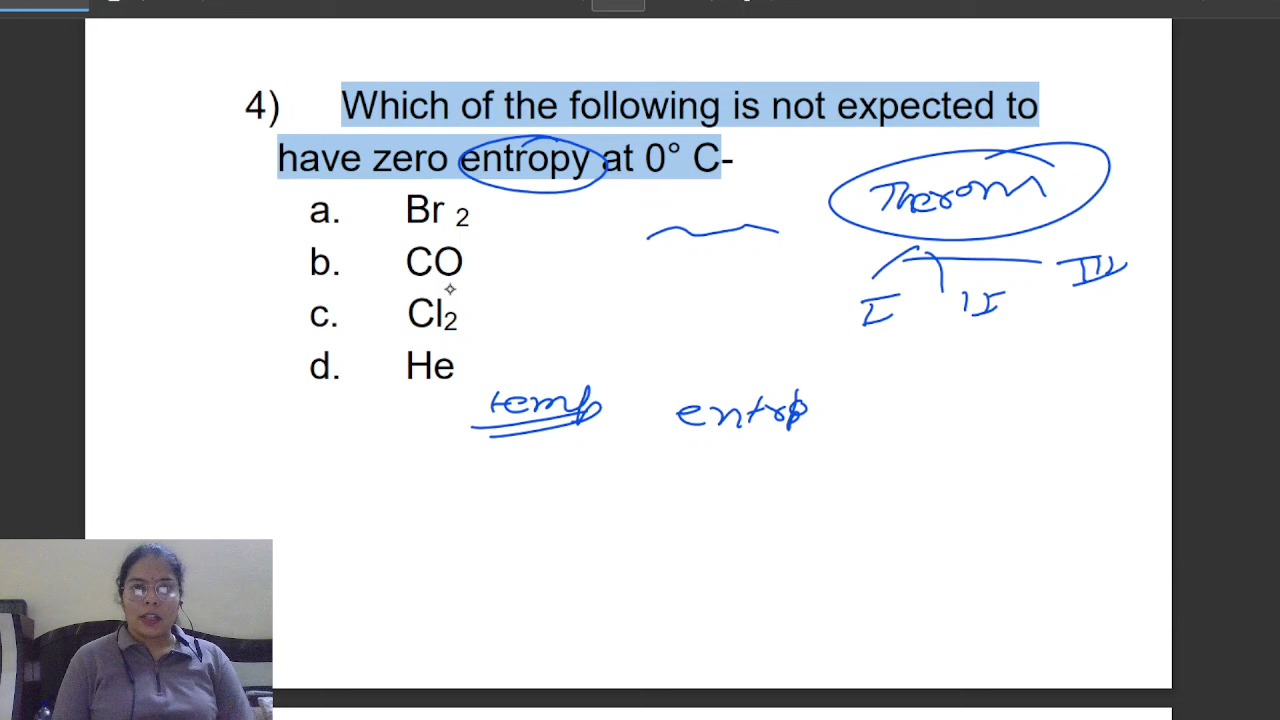 4) Which of the following is not expected to
have zero entropy at 0° C-
a. Br 2
b. CO
c. Cl2
d. He
Therom
I II III
temp entrp